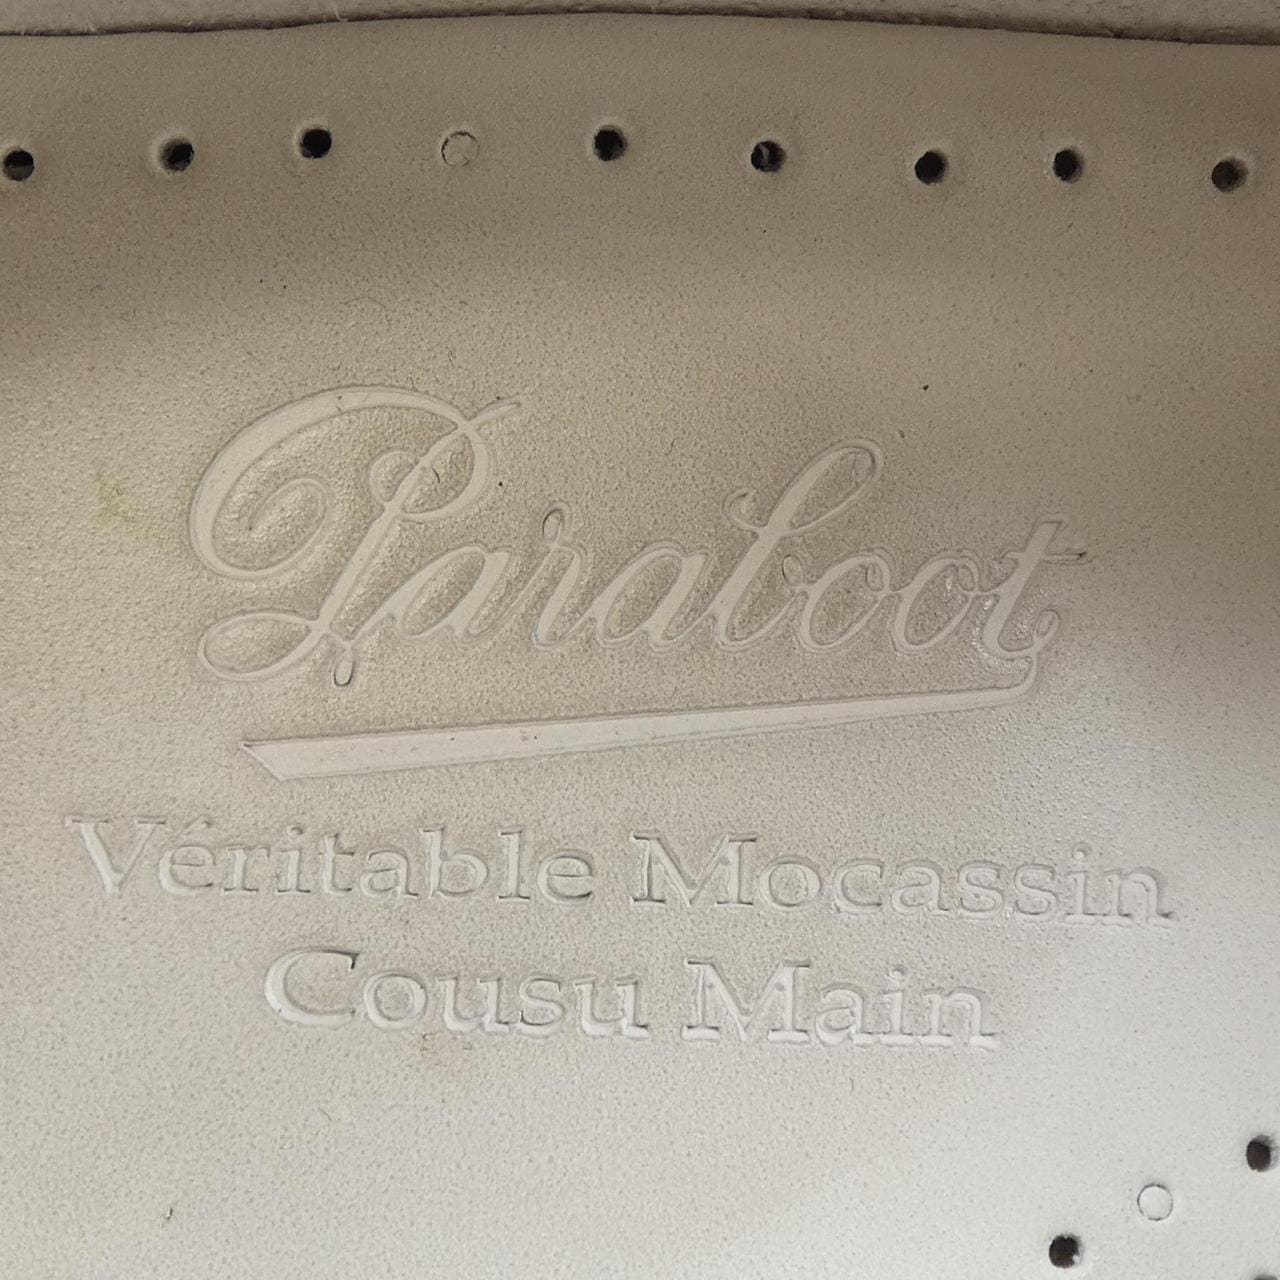 Paraboot
Véritable Mocassin
Cousu Main